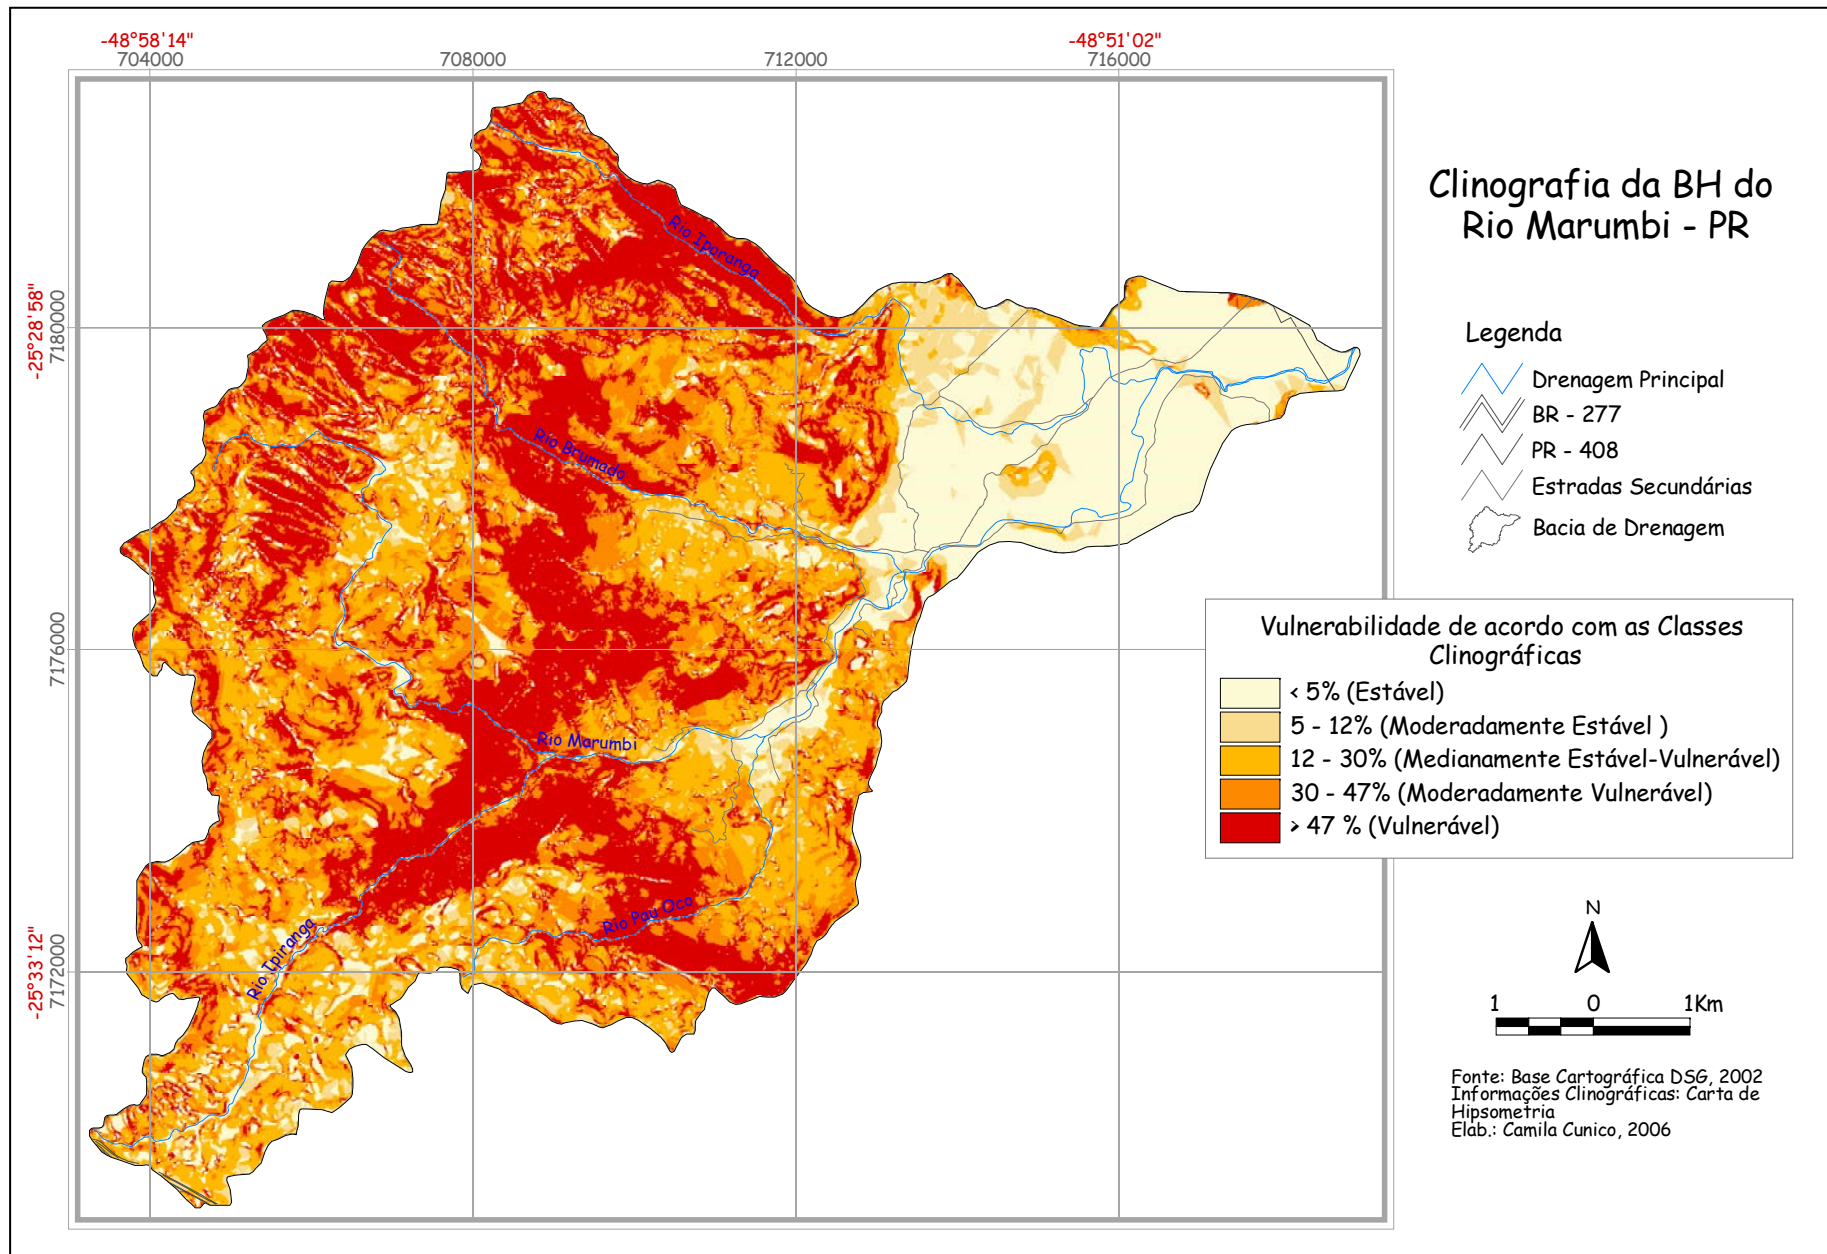 -48°58'14"
-48°51'02"
704000
708000
712000
716000
-25°28'58"
7180000
7176000
-25°33'12"
7172000
Rio Iporanga
Rio Brumado
Rio Marumbi
Rio Pau Oco
Rio Ipiranga
Clinografia da BH do
Rio Marumbi - PR
Legenda
Drenagem Principal
BR - 277
PR - 408
Estradas Secundárias
Bacia de Drenagem
Vulnerabilidade de acordo com as Classes
Clinográficas
< 5% (Estável)
5 - 12% (Moderadamente Estável )
12 - 30% (Medianamente Estável-Vulnerável)
30 - 47% (Moderadamente Vulnerável)
> 47 % (Vulnerável)
N
1 0 1Km
Fonte: Base Cartográfica DSG, 2002
Informações Clinográficas: Carta de
Hipsometria
Elab.: Camila Cunico, 2006